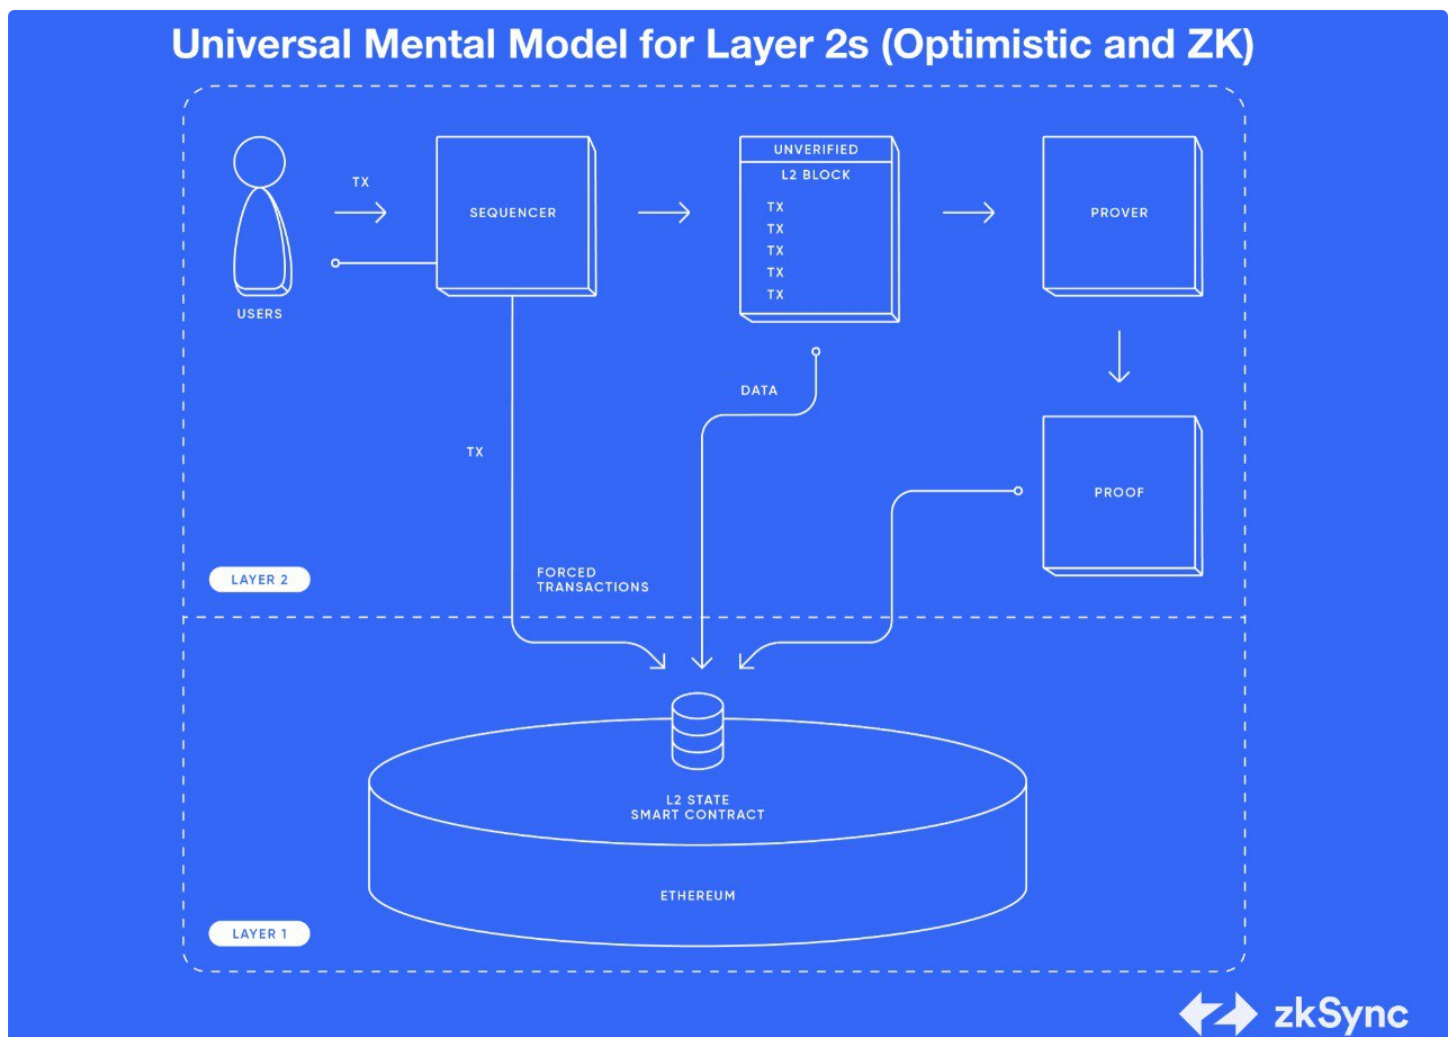 Universal Mental Model for Layer 2s (Optimistic and ZK)
USERS
TX
SEQUENCER
UNVERIFIED
L2 BLOCK
TX
TX
TX
TX
TX
PROVER
DATA
TX
PROOF
FORCED
TRANSACTIONS
LAYER 2
L2 STATE
SMART CONTRACT
ETHEREUM
LAYER 1
zkSync